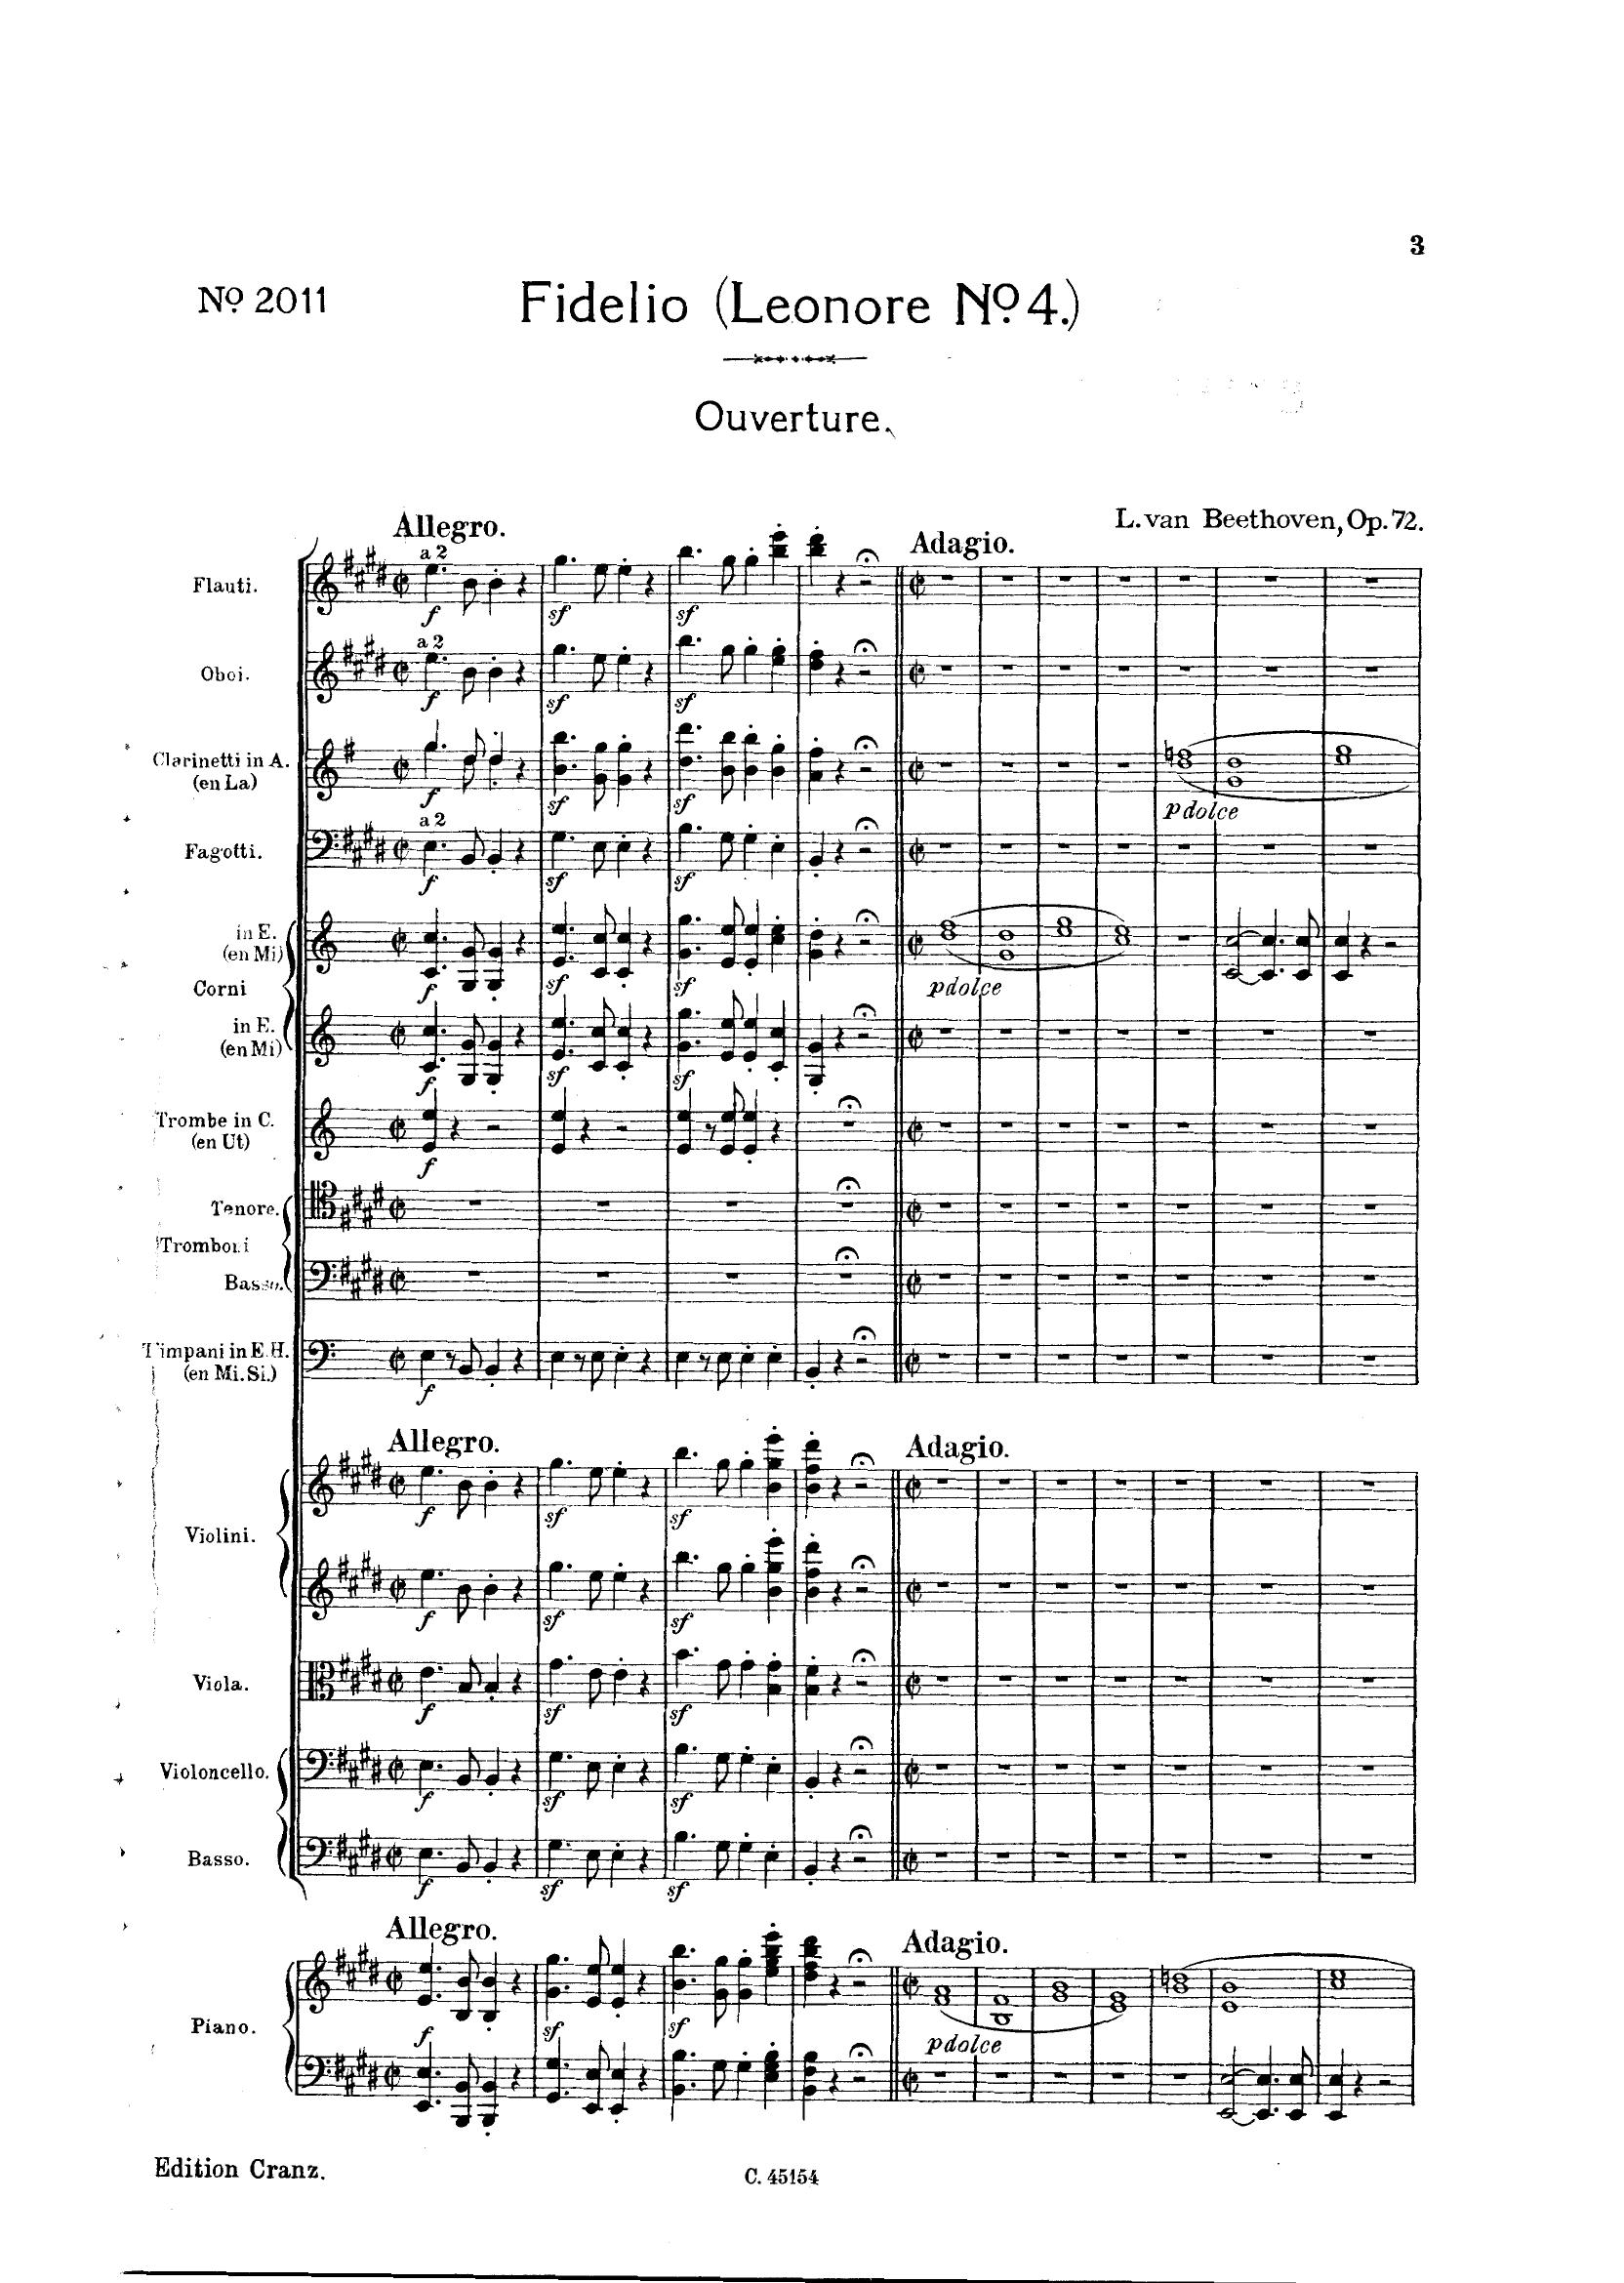 3
No. 2011
Fidelio (Leonore No. 4.)
Ouverture.
L. van Beethoven, Op. 72.
Allegro.
Adagio.
a 2
Flauti.
f
sf
sf
a 2
Oboi.
f
sf
sf
Clarinetti in A.
(en La)
f
sf
sf
p dolce
a 2
Fagotti.
f
sf
sf
in E.
(en Mi)
f
sf
sf
p dolce
Corni
in E.
(en Mi)
f
sf
sf
Trombe in C.
(en Ut)
f
Tenore.
Tromboni
Basso.
Timpani in E. H.
(en Mi. Si.)
f
Allegro.
Adagio.
f
sf
sf
Violini.
f
sf
sf
Viola.
f
sf
sf
Violoncello.
f
sf
sf
Basso.
f
sf
sf
Allegro.
Adagio.
Piano.
f
sf
sf
p dolce
Edition Cranz.
C. 45154